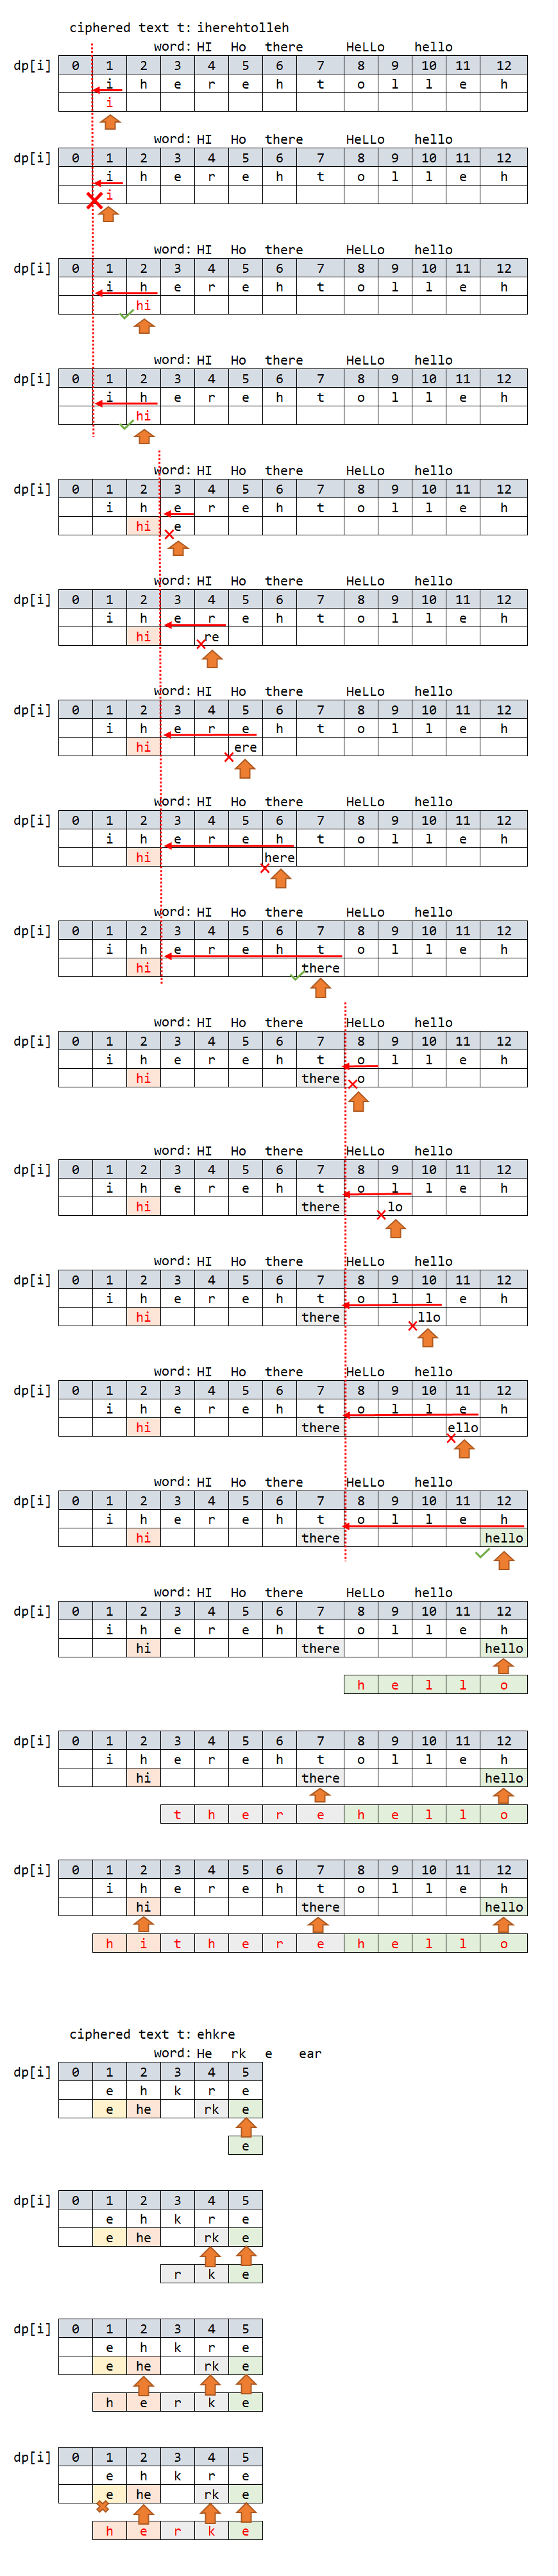 ciphered text t: iherehtolleh
word: HI Ho there HeLLo hello
dp[i] 0 1 2 3 4 5 6 7 8 9 10 11 12
i h e r e h t o l l e h
i
word: HI Ho there HeLLo hello
dp[i] 0 1 2 3 4 5 6 7 8 9 10 11 12
i h e r e h t o l l e h
i
word: HI Ho there HeLLo hello
dp[i] 0 1 2 3 4 5 6 7 8 9 10 11 12
i h e r e h t o l l e h
hi
word: HI Ho there HeLLo hello
dp[i] 0 1 2 3 4 5 6 7 8 9 10 11 12
i h e r e h t o l l e h
hi
word: HI Ho there HeLLo hello
dp[i] 0 1 2 3 4 5 6 7 8 9 10 11 12
i h e r e h t o l l e h
hi e
word: HI Ho there HeLLo hello
dp[i] 0 1 2 3 4 5 6 7 8 9 10 11 12
i h e r e h t o l l e h
hi re
word: HI Ho there HeLLo hello
dp[i] 0 1 2 3 4 5 6 7 8 9 10 11 12
i h e r e h t o l l e h
hi ere
word: HI Ho there HeLLo hello
dp[i] 0 1 2 3 4 5 6 7 8 9 10 11 12
i h e r e h t o l l e h
hi here
word: HI Ho there HeLLo hello
dp[i] 0 1 2 3 4 5 6 7 8 9 10 11 12
i h e r e h t o l l e h
hi there
word: HI Ho there HeLLo hello
dp[i] 0 1 2 3 4 5 6 7 8 9 10 11 12
i h e r e h t o l l e h
hi there o
word: HI Ho there HeLLo hello
dp[i] 0 1 2 3 4 5 6 7 8 9 10 11 12
i h e r e h t o l l e h
hi there lo
word: HI Ho there HeLLo hello
dp[i] 0 1 2 3 4 5 6 7 8 9 10 11 12
i h e r e h t o l l e h
hi there llo
word: HI Ho there HeLLo hello
dp[i] 0 1 2 3 4 5 6 7 8 9 10 11 12
i h e r e h t o l l e h
hi there ello
word: HI Ho there HeLLo hello
dp[i] 0 1 2 3 4 5 6 7 8 9 10 11 12
i h e r e h t o l l e h
hi there hello
word: HI Ho there HeLLo hello
dp[i] 0 1 2 3 4 5 6 7 8 9 10 11 12
i h e r e h t o l l e h
hi there hello
h e l l o
dp[i] 0 1 2 3 4 5 6 7 8 9 10 11 12
i h e r e h t o l l e h
hi there hello
t h e r e h e l l o
dp[i] 0 1 2 3 4 5 6 7 8 9 10 11 12
i h e r e h t o l l e h
hi there hello
h i t h e r e h e l l o
ciphered text t: ehkre
word: He rk e ear
dp[i] 0 1 2 3 4 5
e h k r e
e he rk e
e
dp[i] 0 1 2 3 4 5
e h k r e
e he rk e
r k e
dp[i] 0 1 2 3 4 5
e h k r e
e he rk e
h e r k e
dp[i] 0 1 2 3 4 5
e h k r e
e he rk e
h e r k e